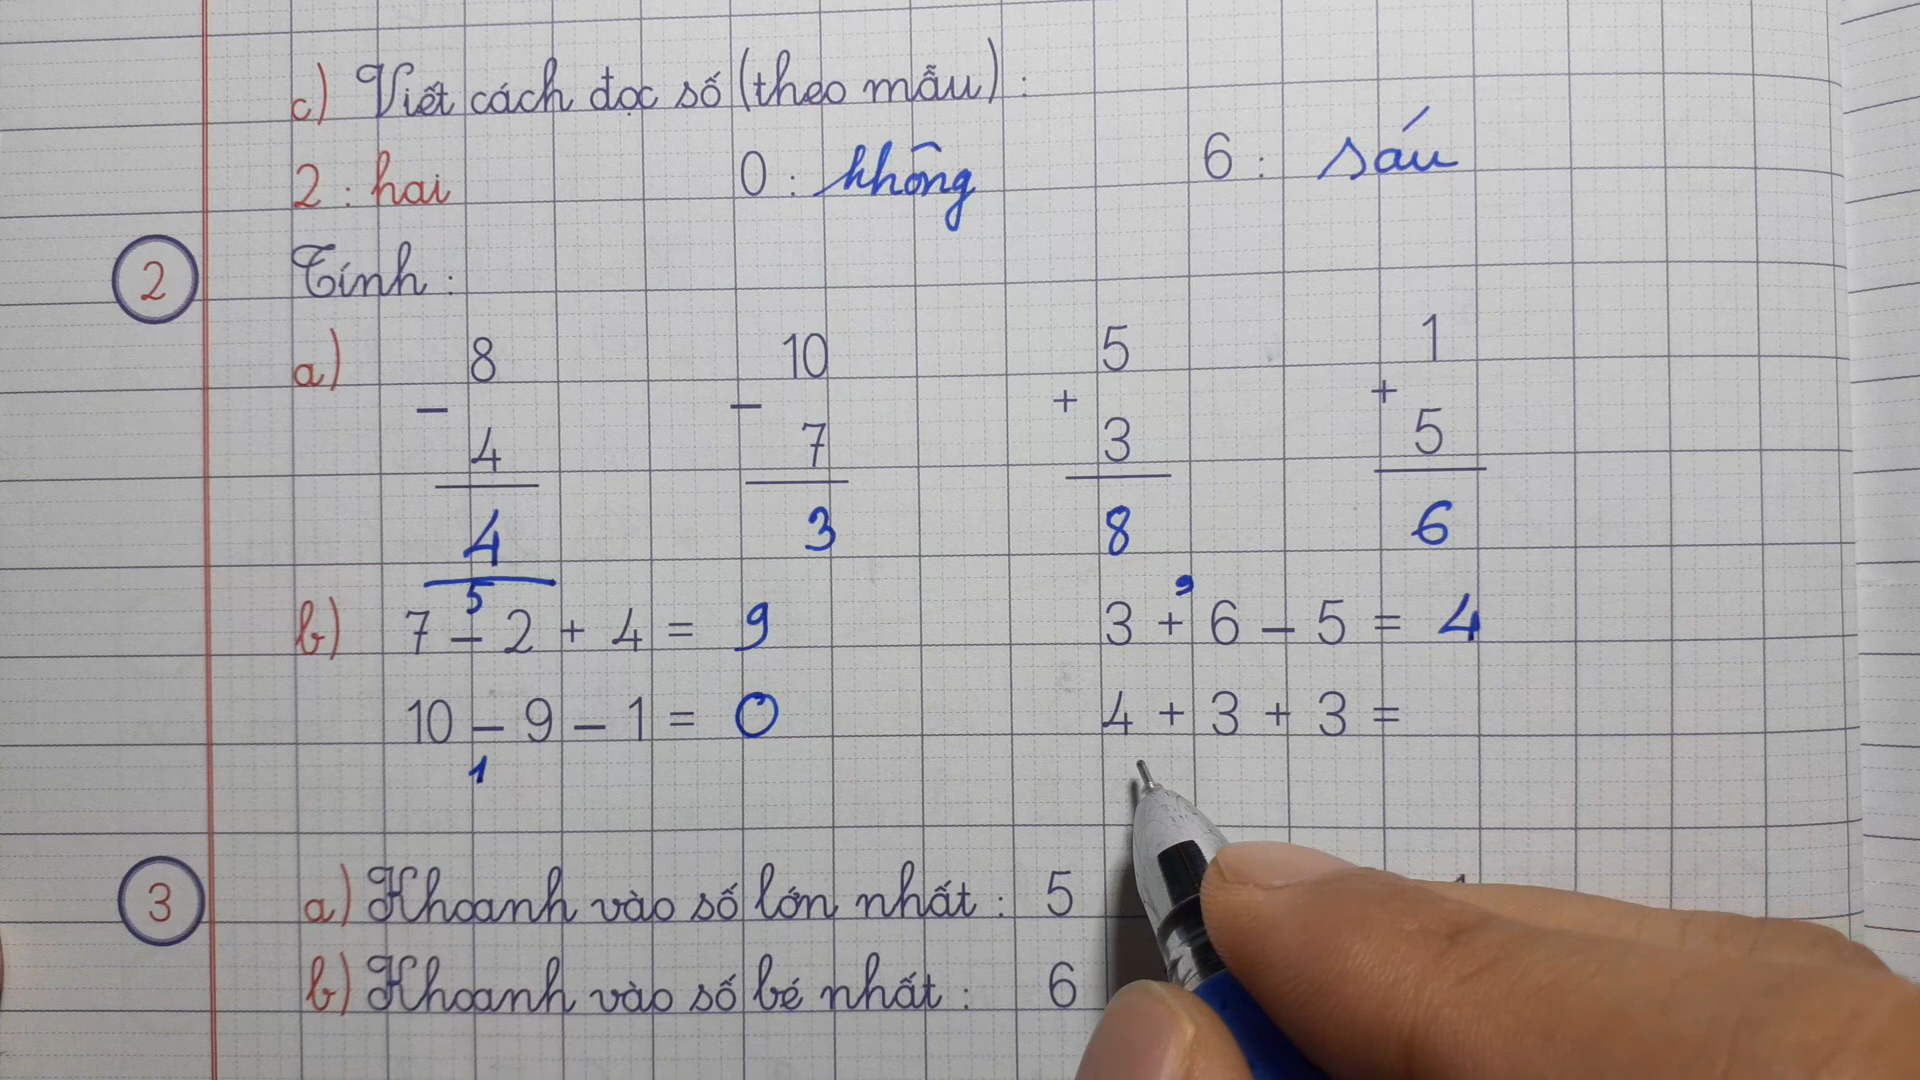 c) Viết cách đọc số (theo mẫu):
2: hai 0: không 6: sáu
2 Tính:
a) 8 10 5 1
− − + +
4 7 3 5
4 3 8 6
5 9
b) 7 − 2 + 4 = 9 3 + 6 − 5 = 4
10 − 9 − 1 = 0 4 + 3 + 3 =
1
3 a) Khoanh vào số lớn nhất: 5
b) Khoanh vào số bé nhất: 6